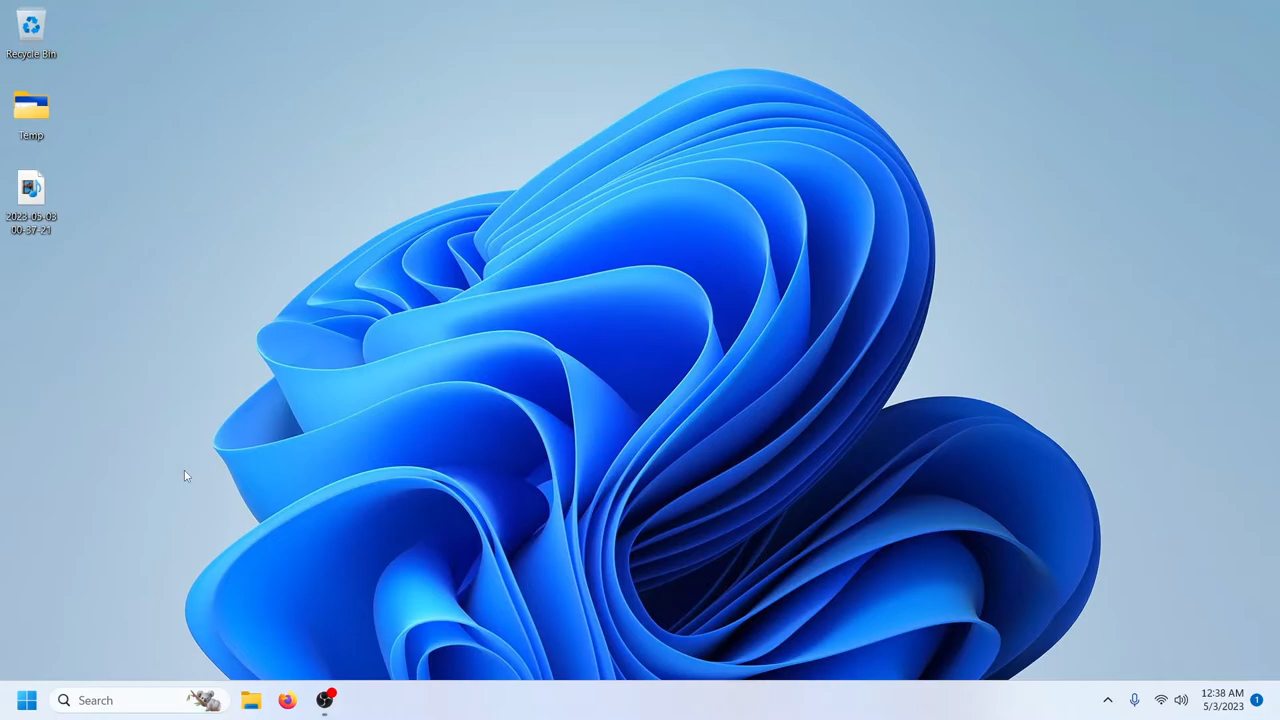 Recycle Bin
Temp
2023-05-03
00-37-21
Search
12:38 AM
5/3/2023
1